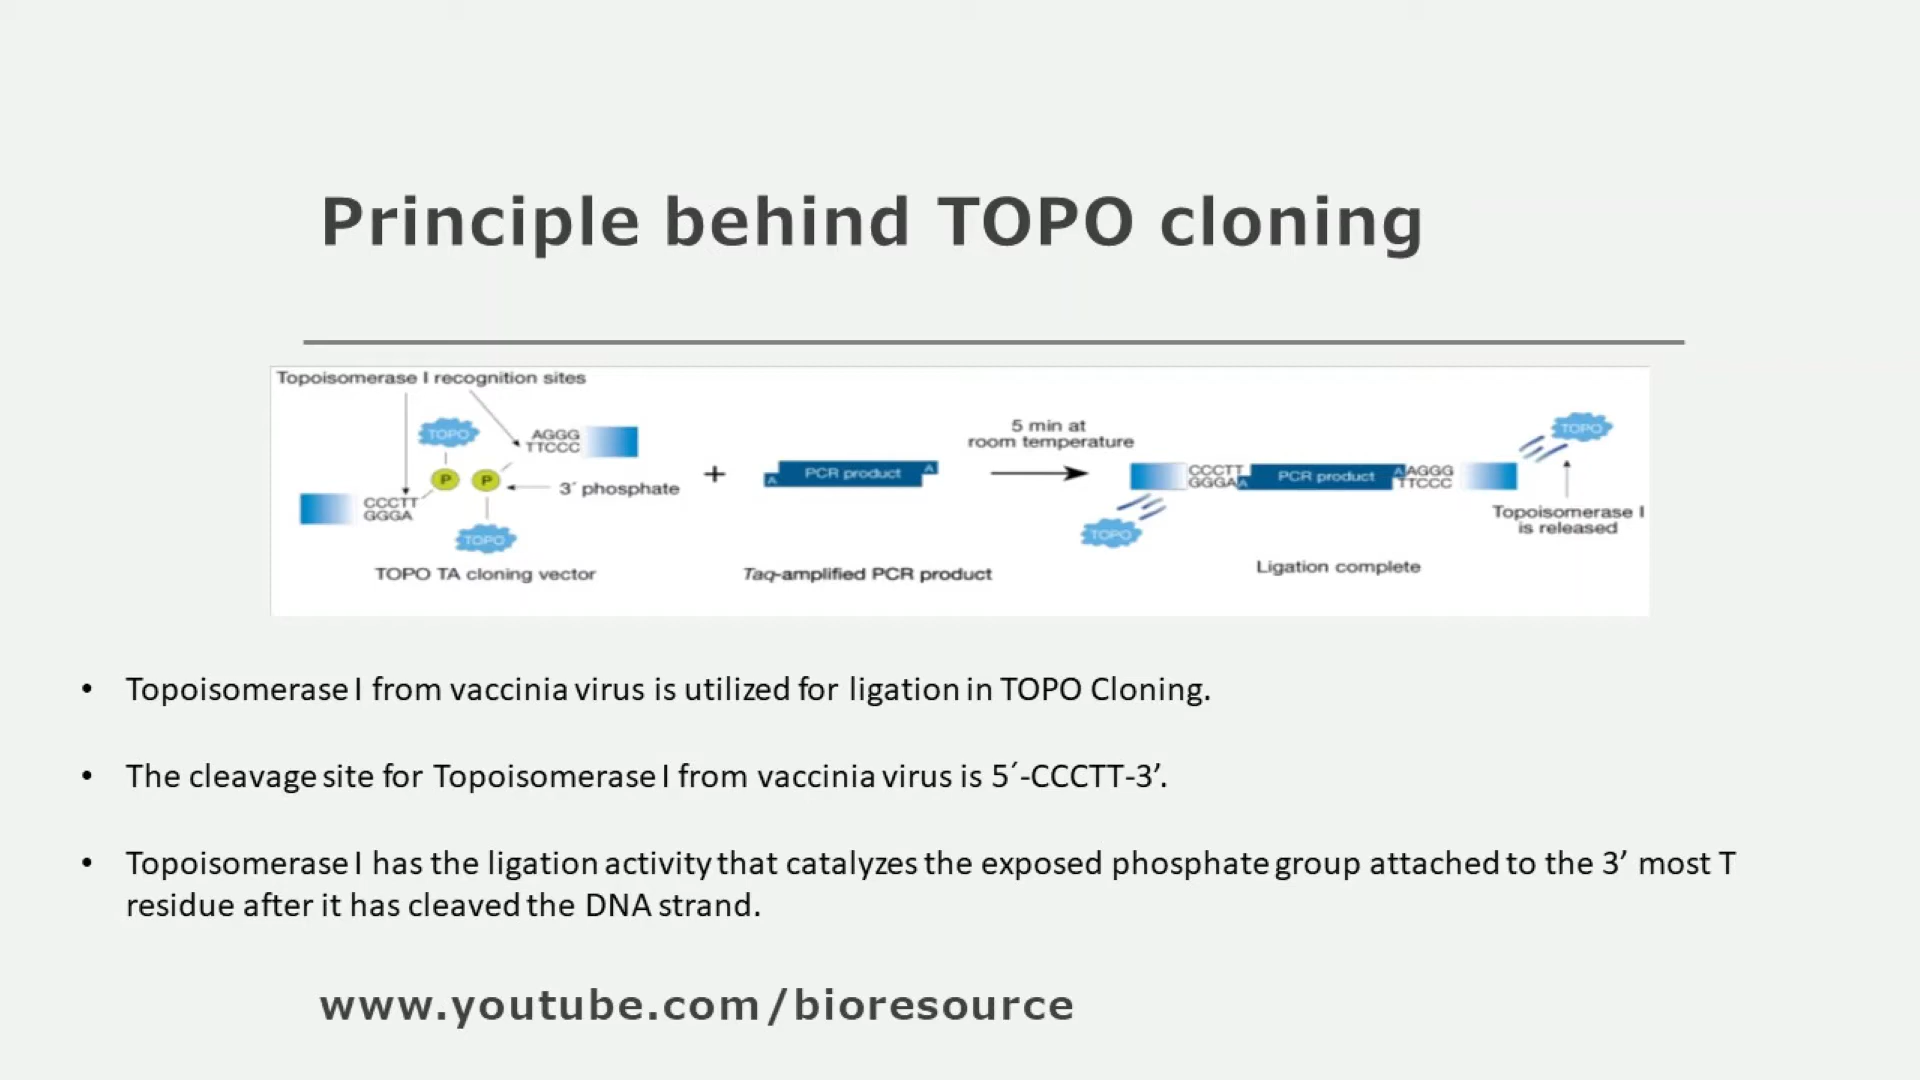 Principle behind TOPO cloning
Topoisomerase I recognition sites
TOPO
AGGG
TTCCC
P
P
3´ phosphate
CCCTT
GGGA
TOPO
TOPO TA cloning vector
+
A
PCR product
A
Taq-amplified PCR product
5 min at
room temperature
CCCTT
GGGA
A
PCR product
A
AGGG
TTCCC
TOPO
TOPO
Topoisomerase I
is released
Ligation complete
• Topoisomerase I from vaccinia virus is utilized for ligation in TOPO Cloning.
• The cleavage site for Topoisomerase I from vaccinia virus is 5´-CCCTT-3’.
• Topoisomerase I has the ligation activity that catalyzes the exposed phosphate group attached to the 3’ most T
residue after it has cleaved the DNA strand.
www.youtube.com/bioresource